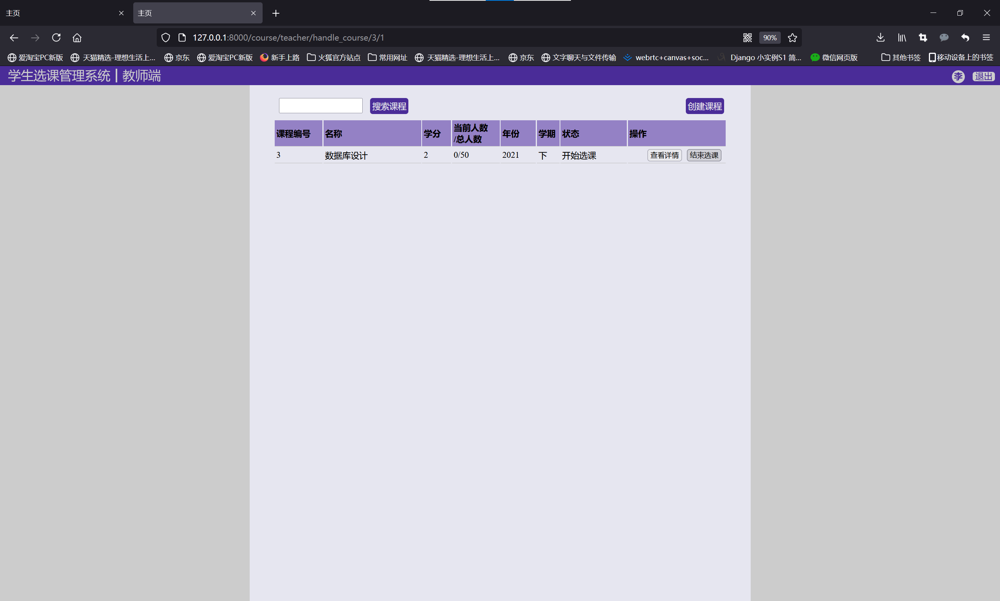 主页
主页
127.0.0.1:8000/course/teacher/handle_course/3/1
90%
爱淘宝PC新版 天猫精选-理想生活上... 京东 爱淘宝PC新版 新手上路 火狐官方站点 常用网址 天猫精选-理想生活上... 京东 文字聊天与文件传输 webrtc+canvas+soc... Django 小实例S1 简... 微信网页版 其他书签 移动设备上的书签
学生选课管理系统 | 教师端 李 退出
搜索课程 创建课程
课程编号 名称 学分 当前人数/总人数 年份 学期 状态 操作
3 数据库设计 2 0/50 2021 下 开始选课 查看详情 结束选课